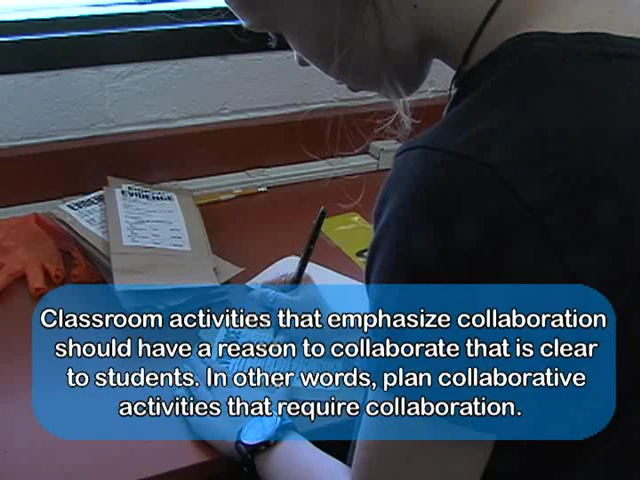 EVIDENCE
Classroom activities that emphasize collaboration
should have a reason to collaborate that is clear
to students. In other words, plan collaborative
activities that require collaboration.